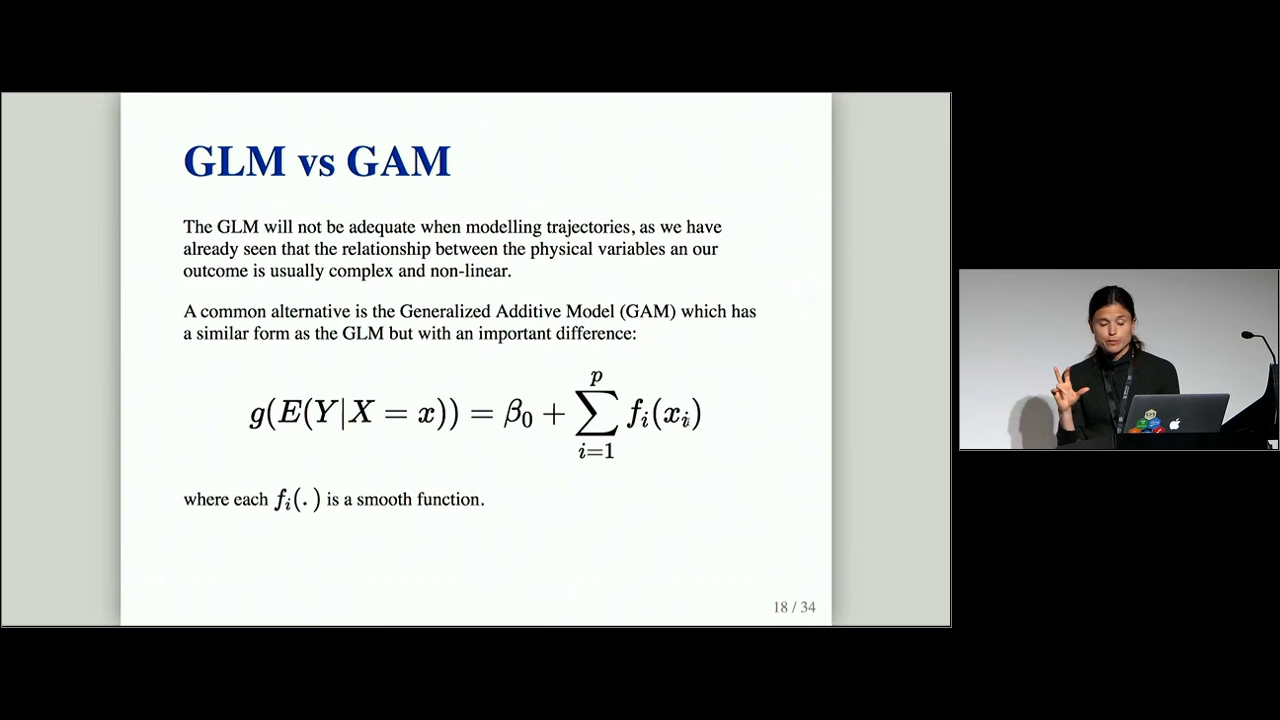 GLM vs GAM
The GLM will not be adequate when modelling trajectories, as we have
already seen that the relationship between the physical variables an our
outcome is usually complex and non-linear.
A common alternative is the Generalized Additive Model (GAM) which has
a similar form as the GLM but with an important difference:
g(E(Y|X = x)) = β₀ + ∑_{i=1}^{p} fᵢ(xᵢ)
where each fᵢ(.) is a smooth function.
18 / 34